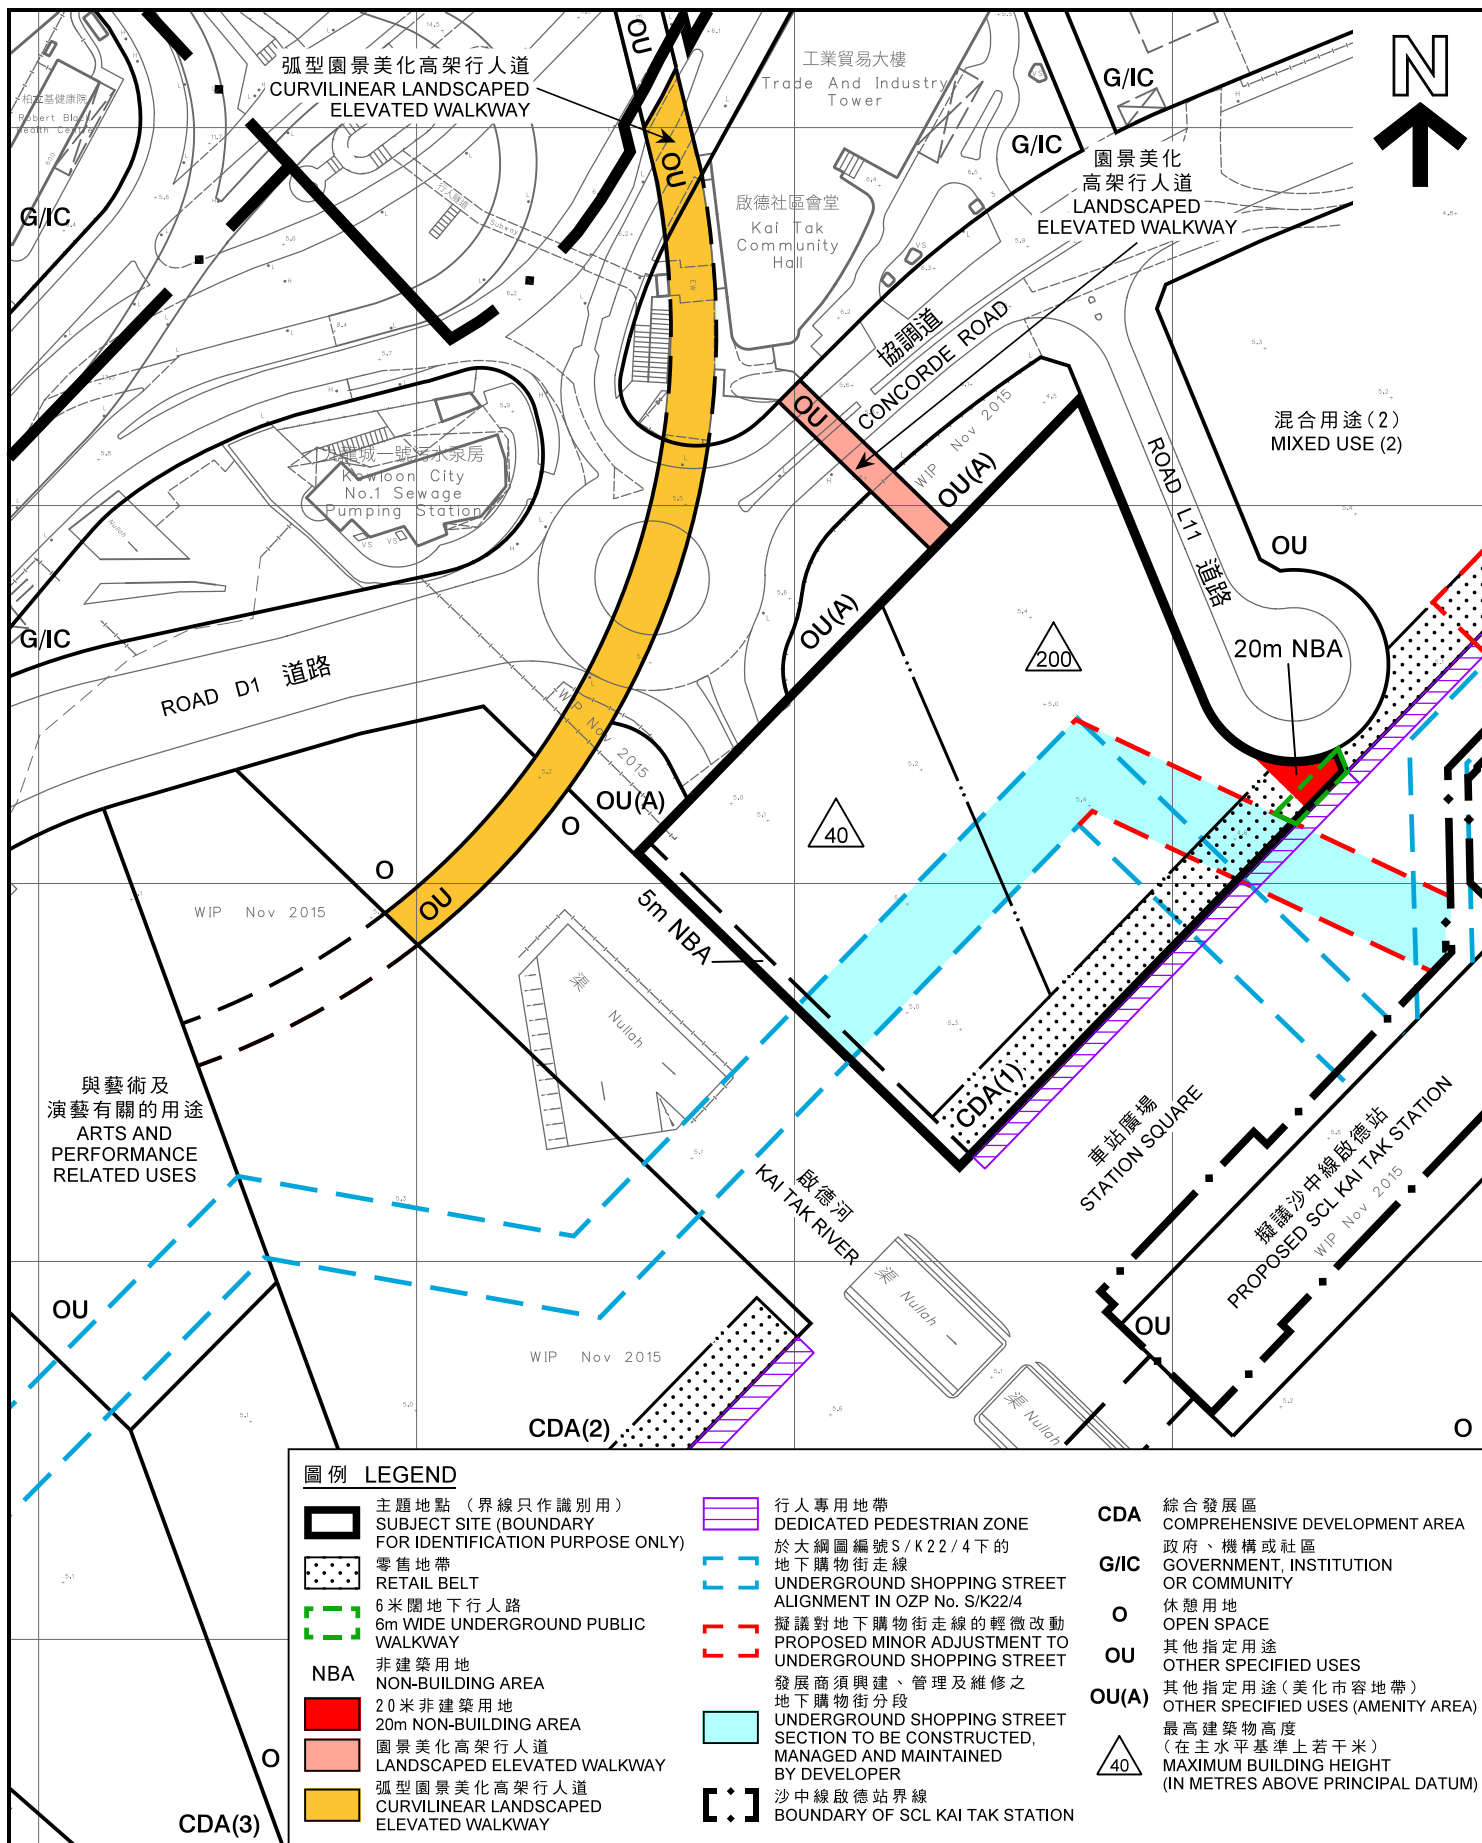 弧型園景美化高架行人道
CURVILINEAR LANDSCAPED
ELEVATED WALKWAY
OU
工業貿易大樓
Trade And Industry
Tower
G/IC
N
柏立基健康院
Robert Black
Health Centre
G/IC
園景美化
高架行人道
LANDSCAPED
ELEVATED WALKWAY
OU
行人隧道
Subway
啟德社區會堂
Kai Tak
Community
Hall
G/IC
EW
協調道
CONCORDE ROAD
OU
WIP Nov 2015
OU(A)
混合用途(2)
MIXED USE (2)
九龍城一號污水泵房
Kowloon City
No.1 Sewage
Pumping Station
VS
VS
Nullah
ROAD L11 道路
OU
G/IC
OU(A)
200
20m NBA
ROAD D1 道路
WIP Nov 2015
OU(A)
O
40
O
OU
WIP Nov 2015
5m NBA
渠
Nullah
CDA(1)
與藝術及
演藝有關的用途
ARTS AND
PERFORMANCE
RELATED USES
車站廣場
STATION SQUARE
啟德河
KAI TAK RIVER
擬議沙中線啟德站
PROPOSED SCL KAI TAK STATION
WIP Nov 2015
OU
渠 Nullah
OU
WIP Nov 2015
渠 Nullah
CDA(2)
O
O
CDA(3)
圖例 LEGEND
主題地點 (界線只作識別用)
SUBJECT SITE (BOUNDARY
FOR IDENTIFICATION PURPOSE ONLY)
零售地帶
RETAIL BELT
6米闊地下行人路
6m WIDE UNDERGROUND PUBLIC
WALKWAY
NBA
非建築用地
NON-BUILDING AREA
20米非建築用地
20m NON-BUILDING AREA
園景美化高架行人道
LANDSCAPED ELEVATED WALKWAY
弧型園景美化高架行人道
CURVILINEAR LANDSCAPED
ELEVATED WALKWAY
行人專用地帶
DEDICATED PEDESTRIAN ZONE
於大綱圖編號S/K22/4下的
地下購物街走線
UNDERGROUND SHOPPING STREET
ALIGNMENT IN OZP No. S/K22/4
擬議對地下購物街走線的輕微改動
PROPOSED MINOR ADJUSTMENT TO
UNDERGROUND SHOPPING STREET
發展商須興建、管理及維修之
地下購物街分段
UNDERGROUND SHOPPING STREET
SECTION TO BE CONSTRUCTED,
MANAGED AND MAINTAINED
BY DEVELOPER
沙中線啟德站界線
BOUNDARY OF SCL KAI TAK STATION
CDA
綜合發展區
COMPREHENSIVE DEVELOPMENT AREA
G/IC
政府、機構或社區
GOVERNMENT, INSTITUTION
OR COMMUNITY
O
休憩用地
OPEN SPACE
OU
其他指定用途
OTHER SPECIFIED USES
OU(A)
其他指定用途(美化市容地帶)
OTHER SPECIFIED USES (AMENITY AREA)
40
最高建築物高度
(在主水平基準上若干米)
MAXIMUM BUILDING HEIGHT
(IN METRES ABOVE PRINCIPAL DATUM)